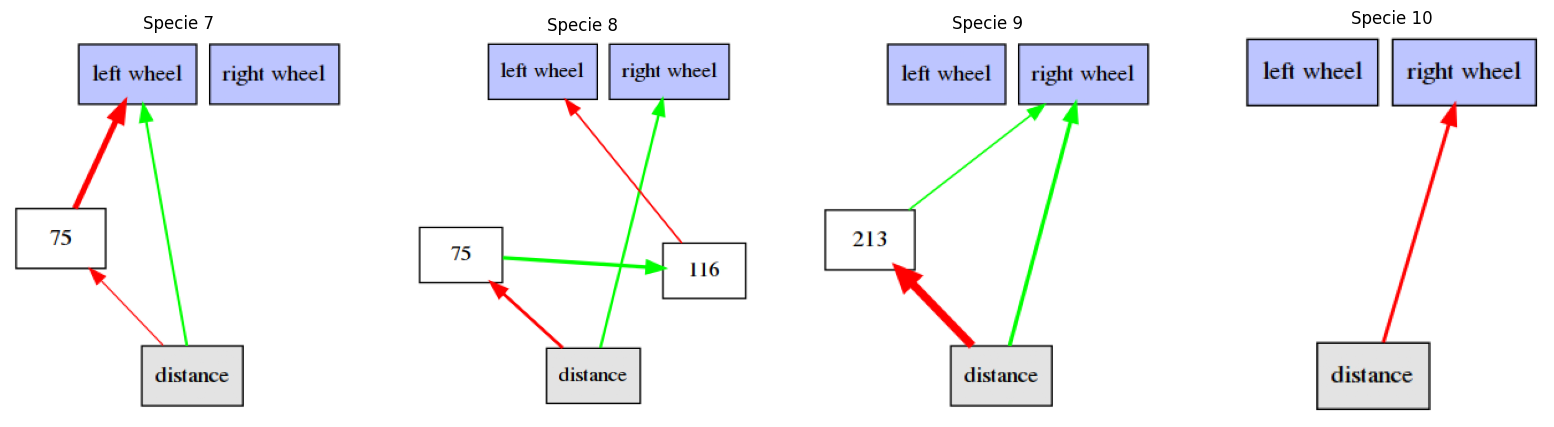 Specie 7
left wheel
right wheel
75
distance
Specie 8
left wheel
right wheel
75
116
distance
Specie 9
left wheel
right wheel
213
distance
Specie 10
left wheel
right wheel
distance